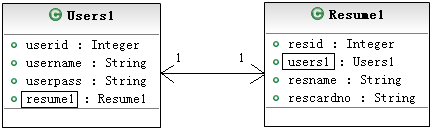 Users1
userid : Integer
username : String
userpass : String
resume1 : Resume1
1 1
Resume1
resid : Integer
users1 : Users1
resname : String
rescardno : String